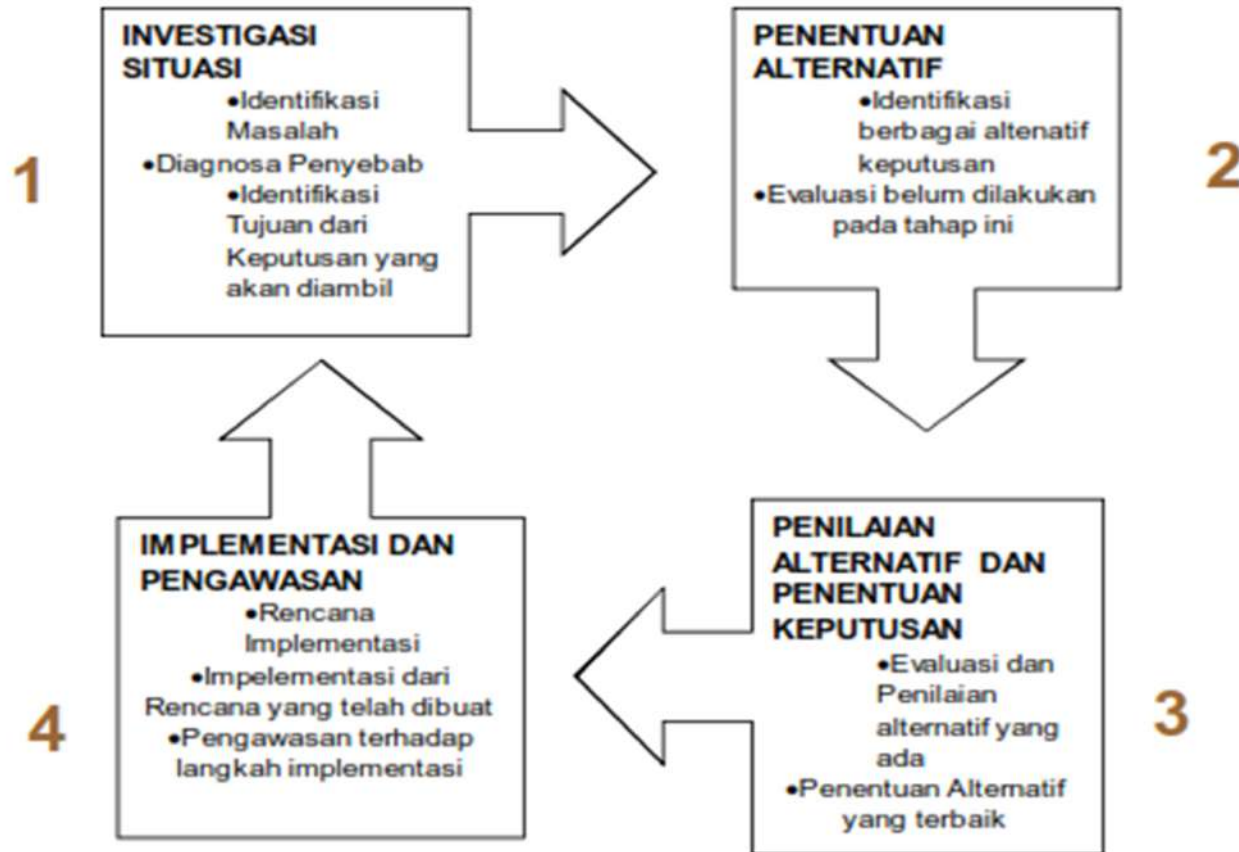 1
INVESTIGASI
SITUASI
•Identifikasi
Masalah
•Diagnosa Penyebab
•Identifikasi
Tujuan dari
Keputusan yang
akan diambil
2
PENENTUAN
ALTERNATIF
•Identifikasi
berbagai altenatif
keputusan
•Evaluasi belum dilakukan
pada tahap ini
3
PENILAIAN
ALTERNATIF DAN
PENENTUAN
KEPUTUSAN
•Evaluasi dan
Penilaian
alternatif yang
ada
•Penentuan Alternatif
yang terbaik
4
IMPLEMENTASI DAN
PENGAWASAN
•Rencana
Implementasi
•Impelementasi dari
Rencana yang telah dibuat
•Pengawasan terhadap
langkah implementasi